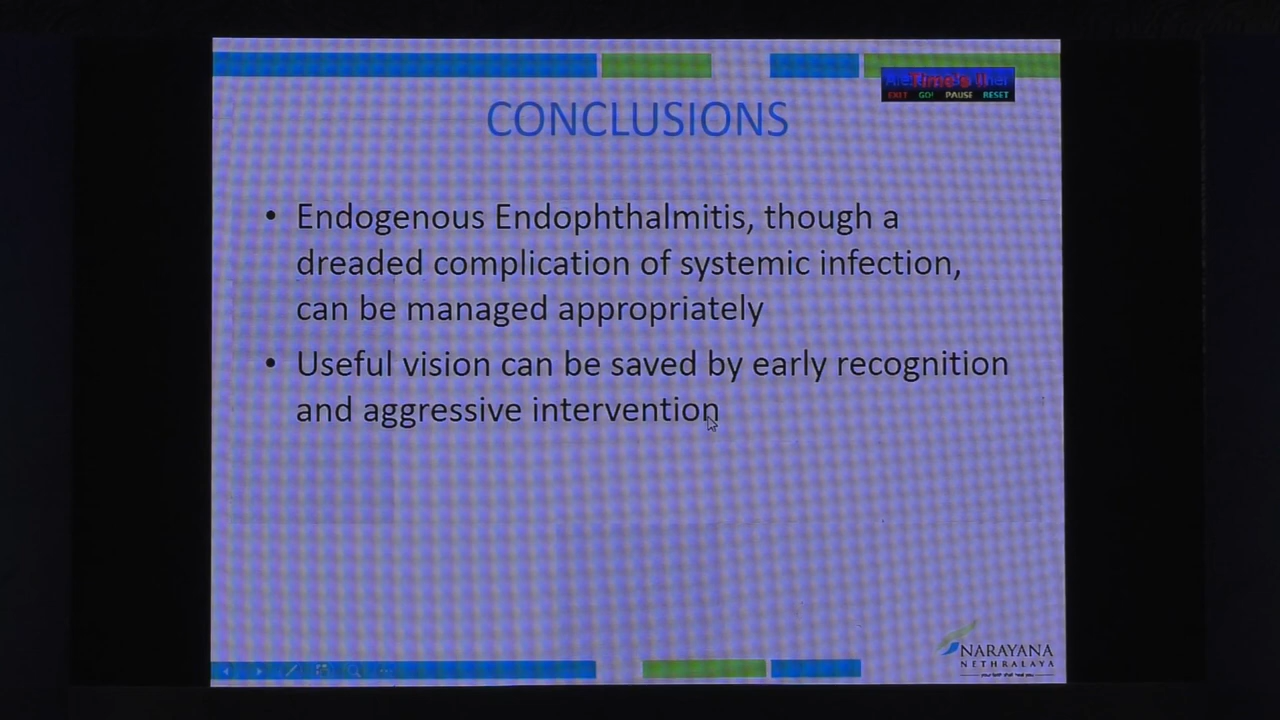 Time's
EXIT GO! PAUSE RESET
CONCLUSIONS
• Endogenous Endophthalmitis, though a
dreaded complication of systemic infection,
can be managed appropriately
• Useful vision can be saved by early recognition
and aggressive intervention
NARAYANA
NETHRALAYA